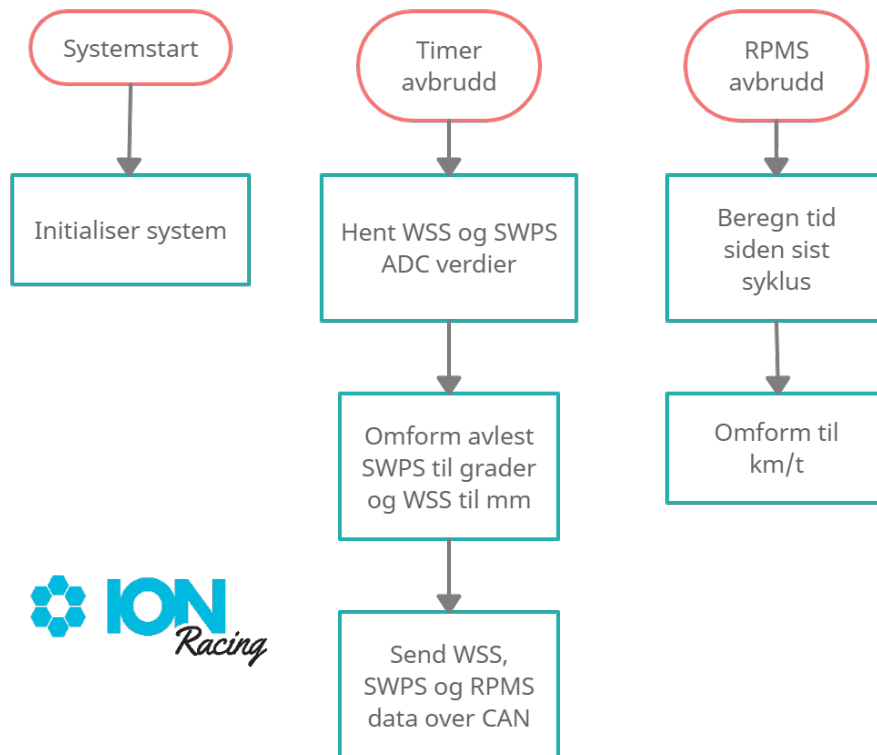 Systemstart
Initialiser system
Timer
avbrudd
Hent WSS og SWPS
ADC verdier
Omform avlest
SWPS til grader
og WSS til mm
Send WSS,
SWPS og RPMS
data over CAN
RPMS
avbrudd
Beregn tid
siden sist
syklus
Omform til
km/t
ION
Racing